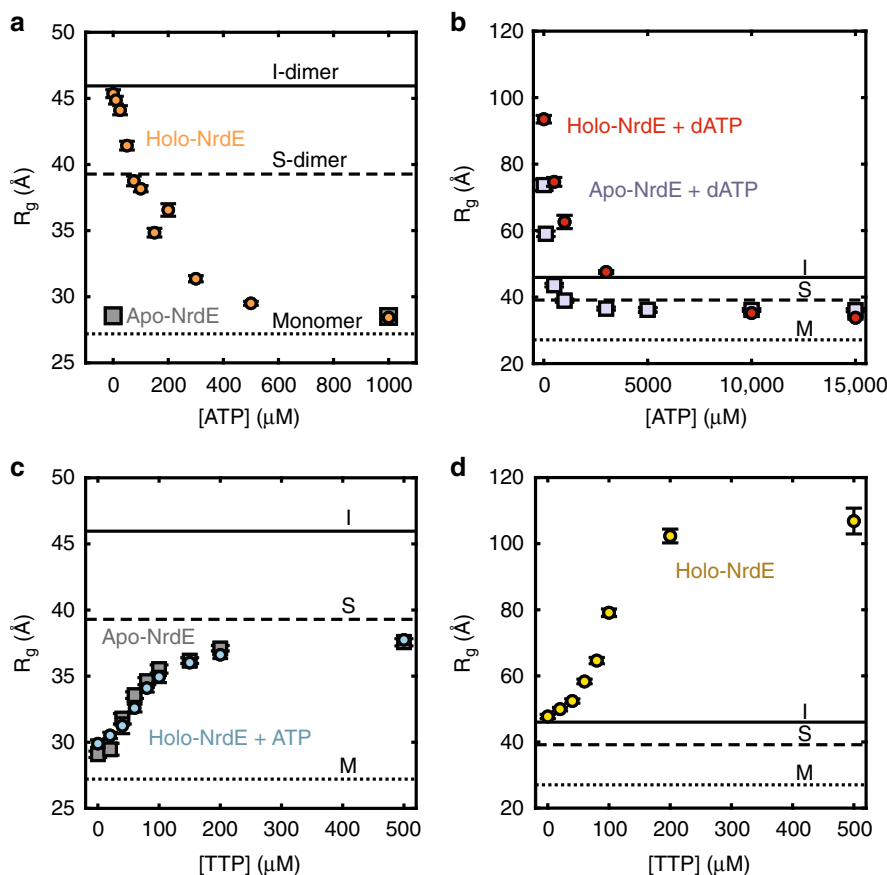 a
50
45
40
35
30
25
Rg (Å)
I-dimer
Holo-NrdE
S-dimer
Apo-NrdE
Monomer
0 200 400 600 800 1000
[ATP] (μM)
b
120
100
80
60
40
20
Rg (Å)
Holo-NrdE + dATP
Apo-NrdE + dATP
I
S
M
0 5000 10,000 15,000
[ATP] (μM)
c
50
45
40
35
30
25
Rg (Å)
I
S
Apo-NrdE
Holo-NrdE + ATP
M
0 100 200 300 400 500
[TTP] (μM)
d
120
100
80
60
40
20
Rg (Å)
Holo-NrdE
I
S
M
0 100 200 300 400 500
[TTP] (μM)